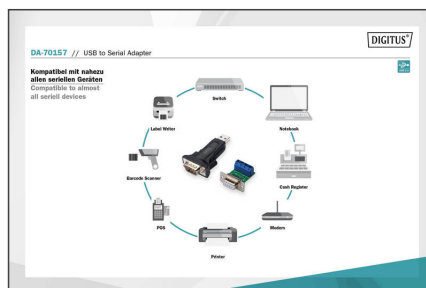 DIGITUS®
DA-70157 // USB to Serial Adapter
Kompatibel mit nahezu
allen seriellen Geräten
Compatible to almost
all seriell devices
Switch
Label Writer
Notebook
Barcode Scanner
Cash Register
POS
Modem
Printer